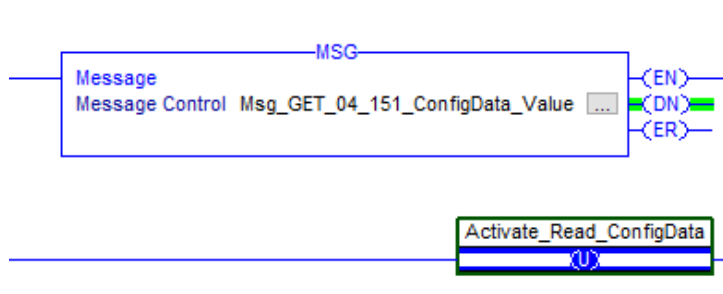 MSG
Message
(EN)
Message Control Msg_GET_04_151_ConfigData_Value ...
(DN)
(ER)
Activate_Read_ConfigData
(U)